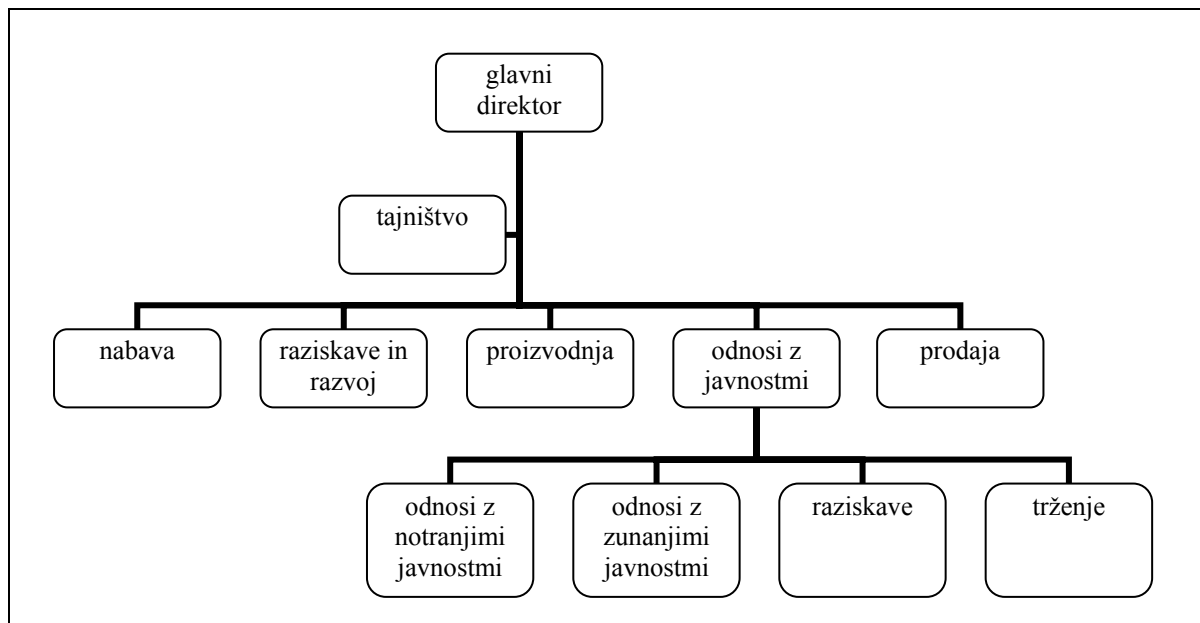 glavni
direktor
tajništvo
nabava
raziskave in
razvoj
proizvodnja
odnosi z
javnostmi
prodaja
odnosi z
notranjimi
javnostmi
odnosi z
zunanjimi
javnostmi
raziskave
trženje